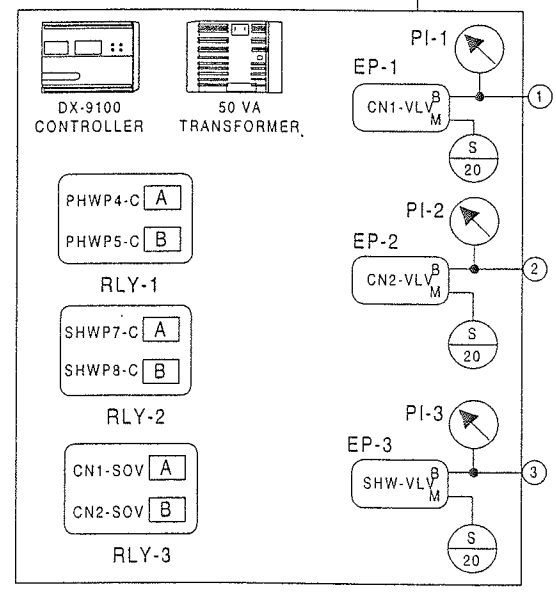 DX-9100
CONTROLLER
50 VA
TRANSFORMER
PHWP4-C A
PHWP5-C B
RLY-1
SHWP7-C A
SHWP8-C B
RLY-2
CN1-SOV A
CN2-SOV B
RLY-3
PI-1
EP-1
CN1-VLV B
M
1
S
20
PI-2
EP-2
CN2-VLV B
M
2
S
20
PI-3
EP-3
SHW-VLV B
M
3
S
20